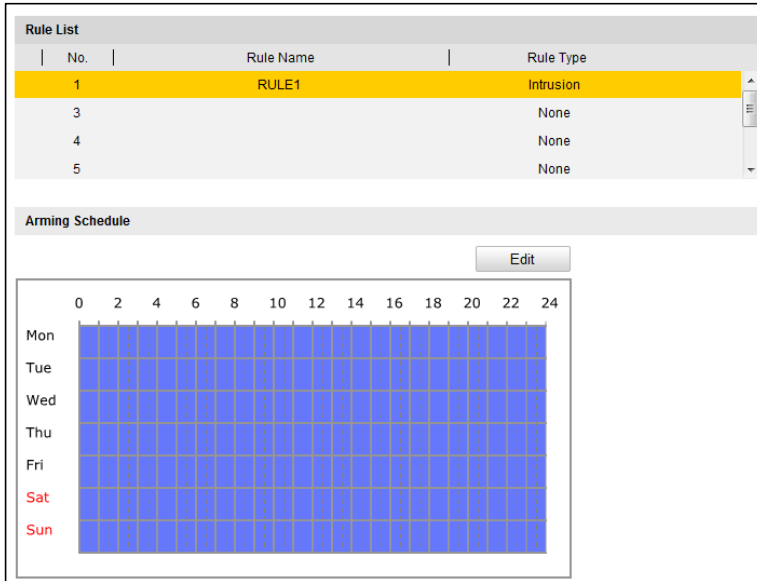 Rule List
No. Rule Name Rule Type
1 RULE1 Intrusion
3 None
4 None
5 None
Arming Schedule
Edit
0 2 4 6 8 10 12 14 16 18 20 22 24
Mon
Tue
Wed
Thu
Fri
Sat
Sun